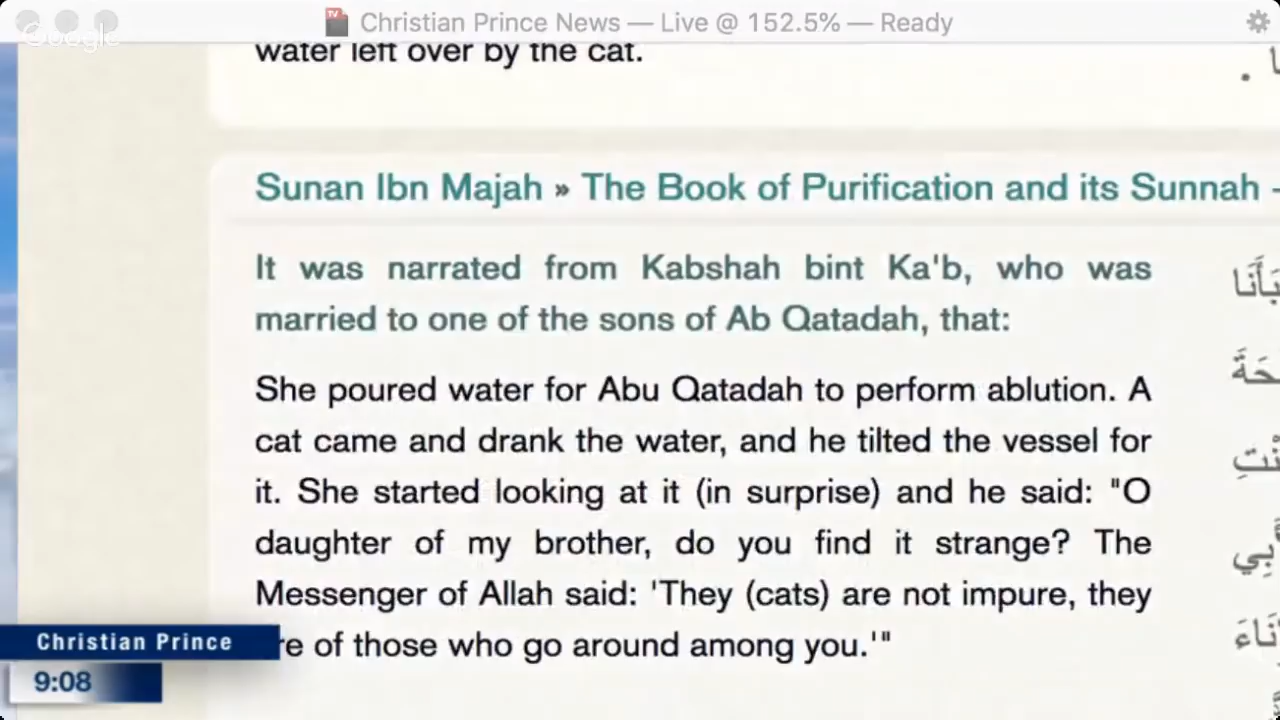 Christian Prince News — Live @ 152.5% — Ready
Google
water left over by the cat.
Sunan Ibn Majah » The Book of Purification and its Sunnah -
It was narrated from Kabshah bint Ka'b, who was
married to one of the sons of Ab Qatadah, that:
She poured water for Abu Qatadah to perform ablution. A
cat came and drank the water, and he tilted the vessel for
it. She started looking at it (in surprise) and he said: "O
daughter of my brother, do you find it strange? The
Messenger of Allah said: 'They (cats) are not impure, they
re of those who go around among you.'"
Christian Prince
9:08